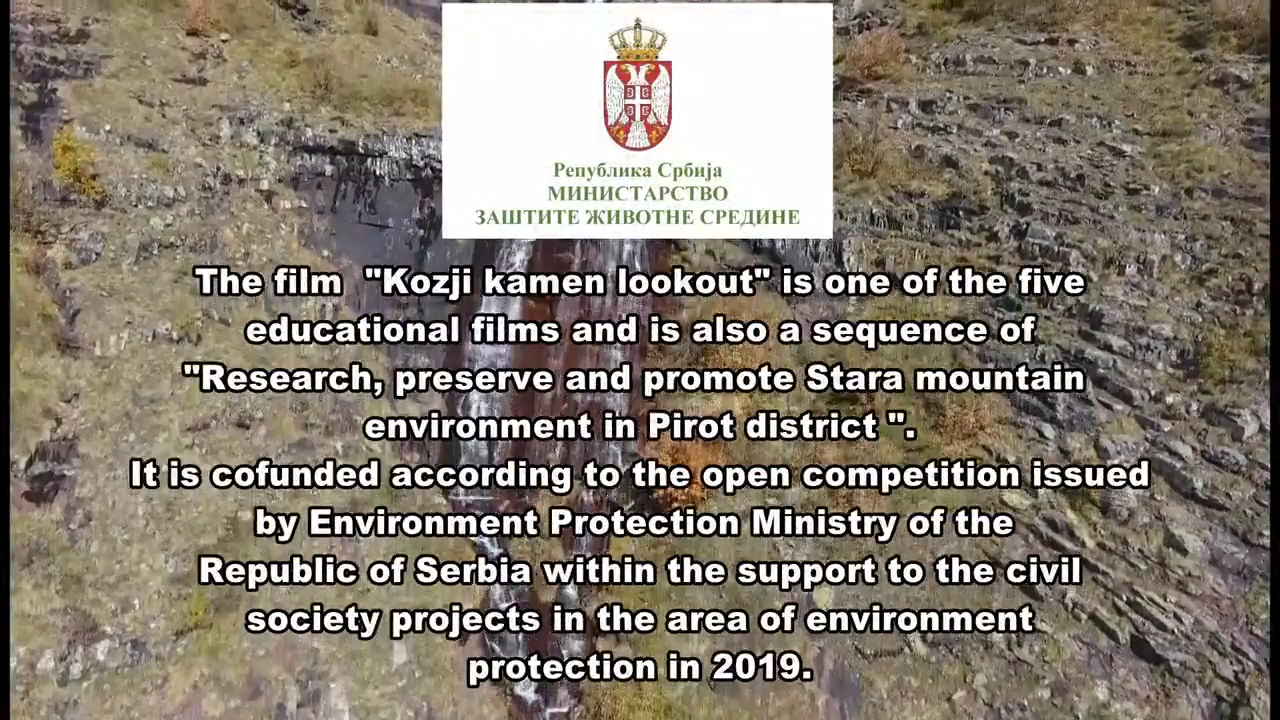 Република Србија
МИНИСТАРСТВО
ЗАШТИТЕ ЖИВОТНЕ СРЕДИНЕ
The film  "Kozji kamen lookout" is one of the five
educational films and is also a sequence of
"Research, preserve and promote Stara mountain
environment in Pirot district ".
It is cofunded according to the open competition issued
by Environment Protection Ministry of the
Republic of Serbia within the support to the civil
society projects in the area of environment
protection in 2019.